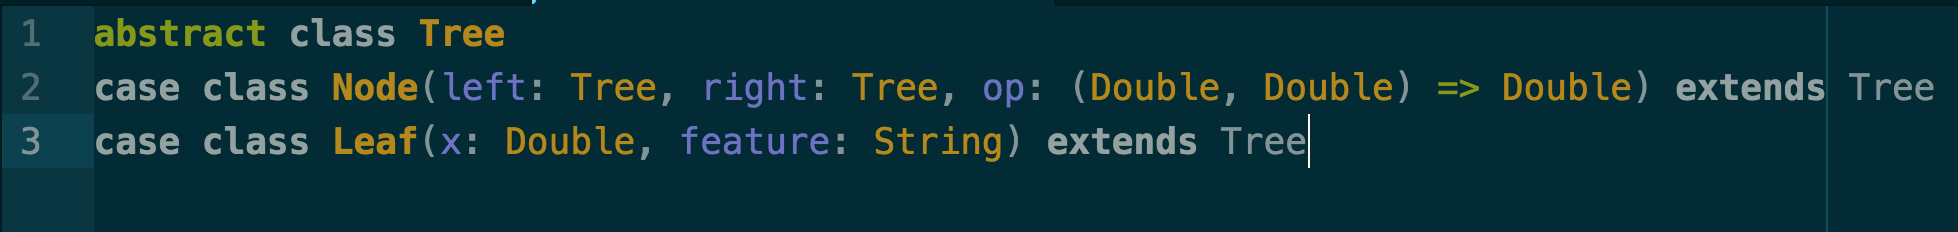 1 abstract class Tree
2 case class Node(left: Tree, right: Tree, op: (Double, Double) => Double) extends Tree
3 case class Leaf(x: Double, feature: String) extends Tree